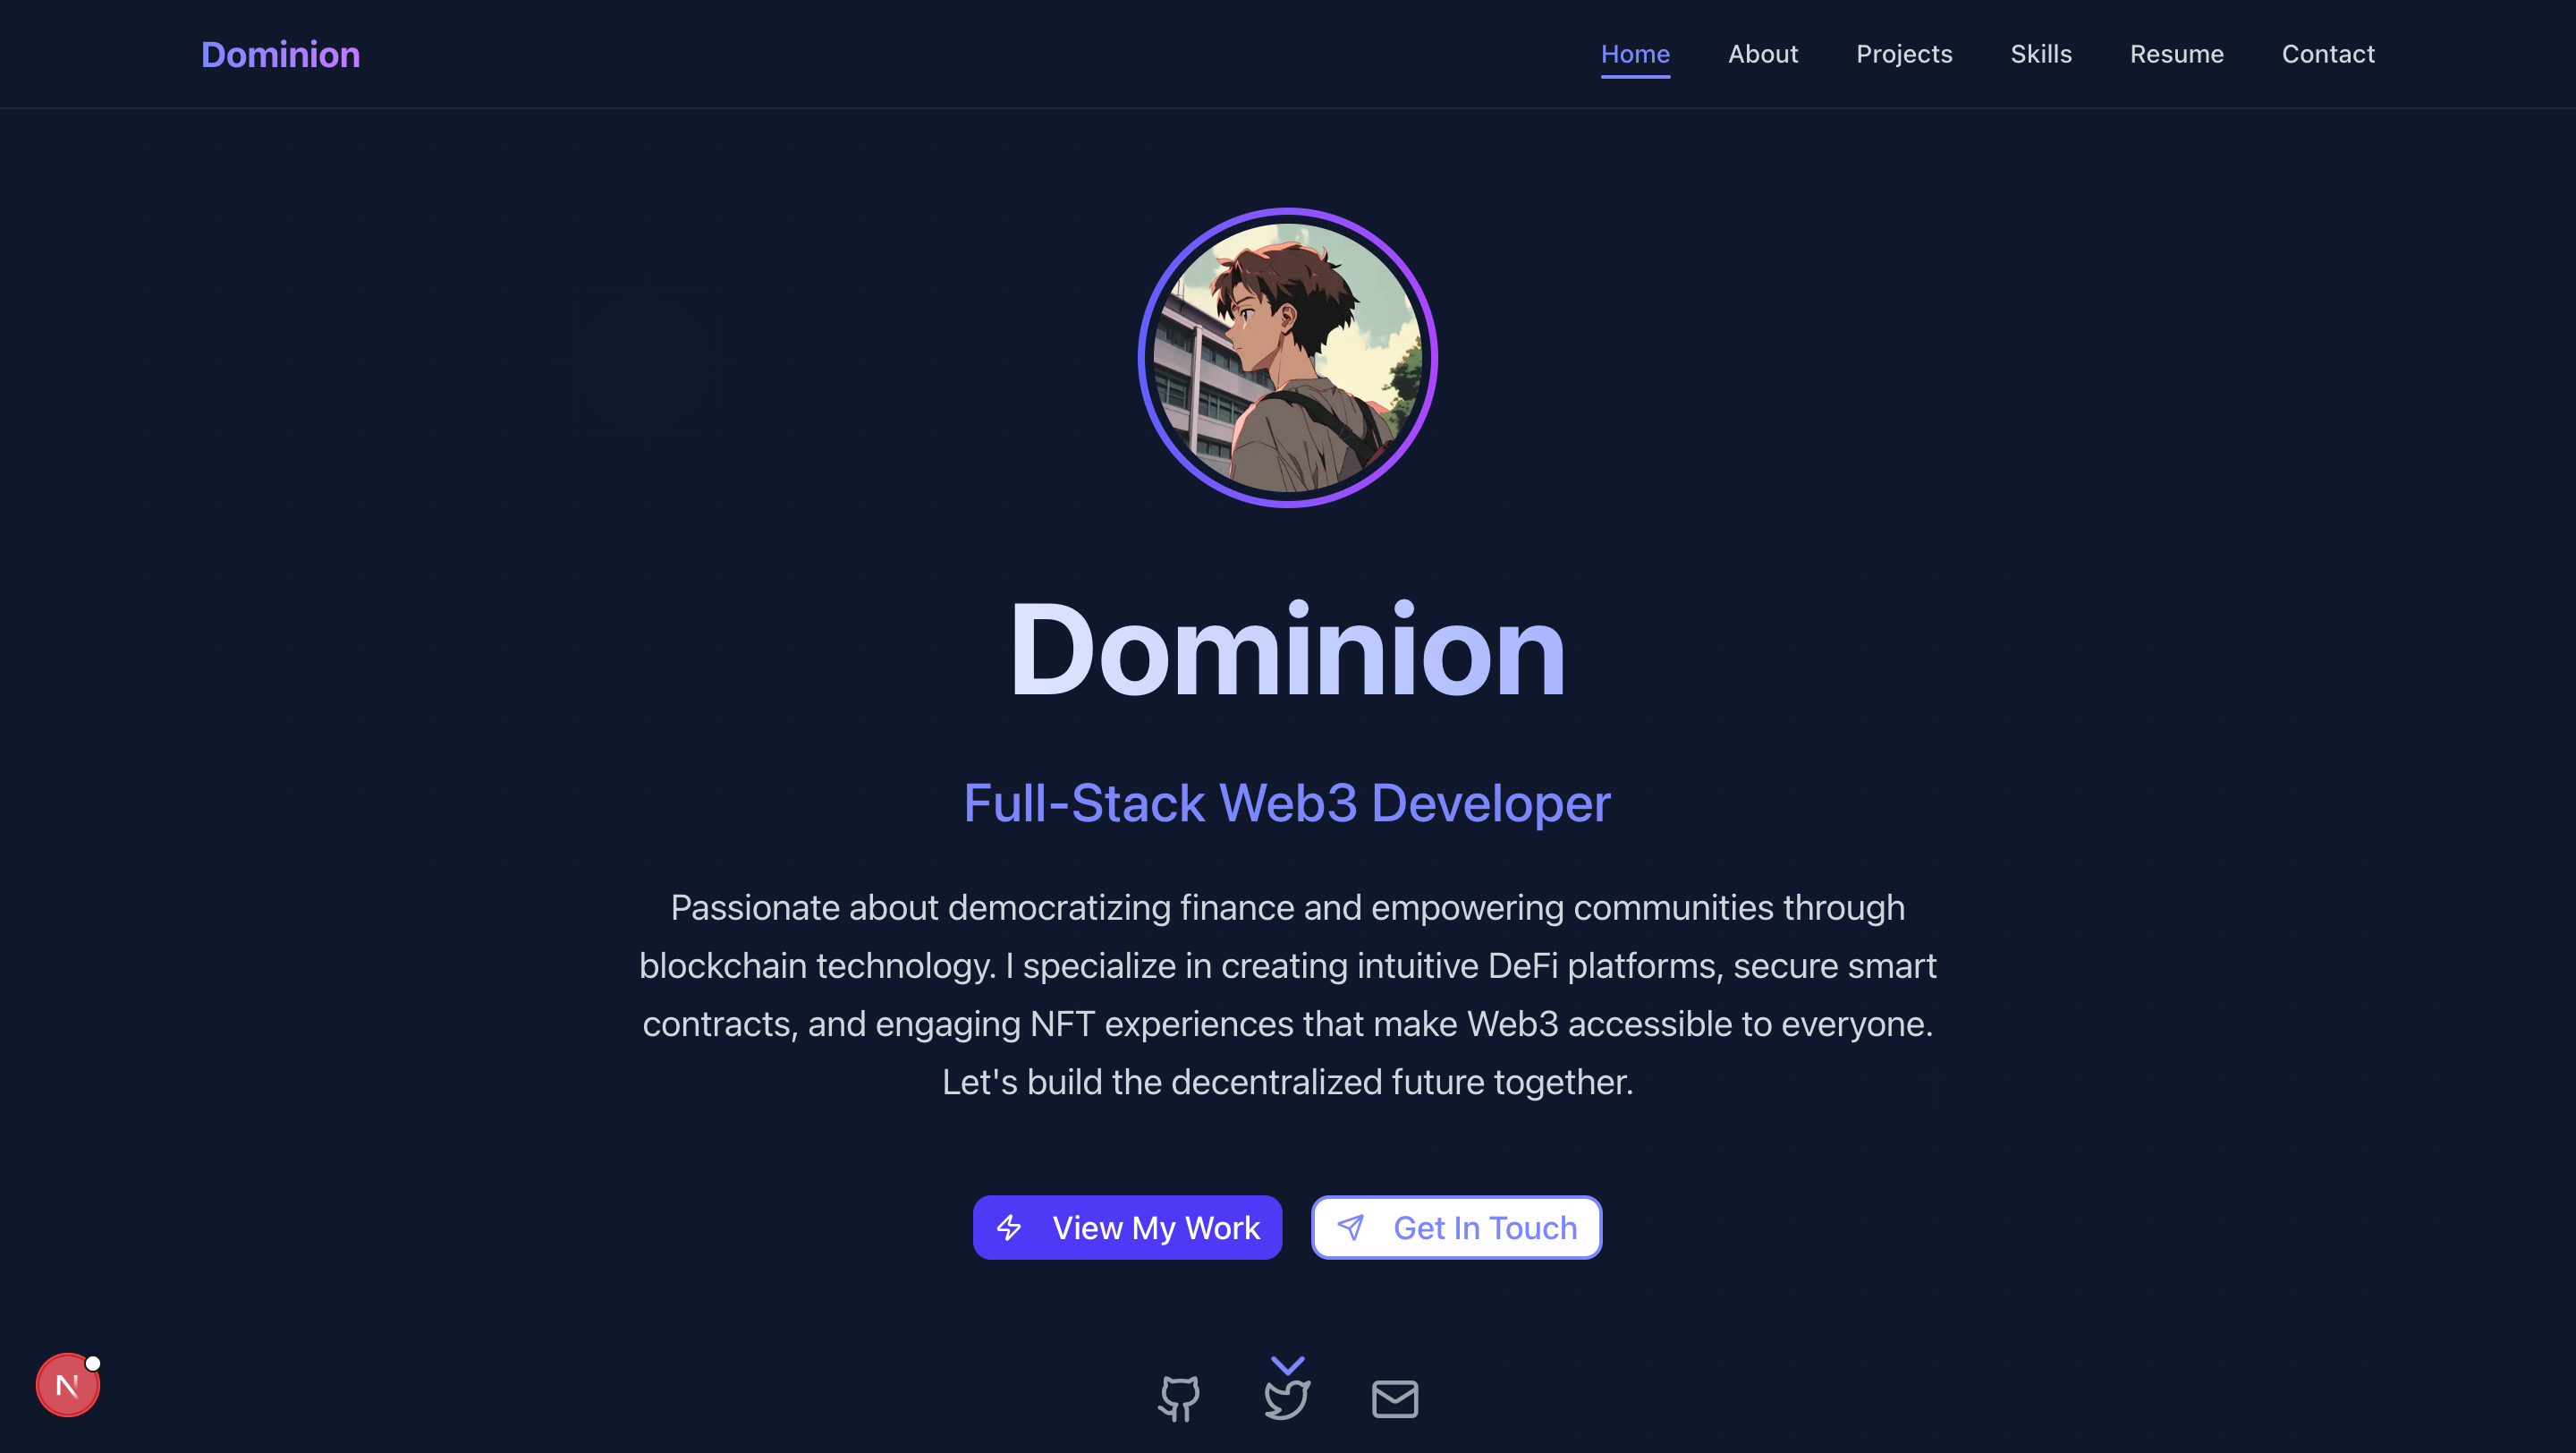 Dominion
Home About Projects Skills Resume Contact
Dominion
Full-Stack Web3 Developer
Passionate about democratizing finance and empowering communities through
blockchain technology. I specialize in creating intuitive DeFi platforms, secure smart
contracts, and engaging NFT experiences that make Web3 accessible to everyone.
Let's build the decentralized future together.
View My Work
Get In Touch
N